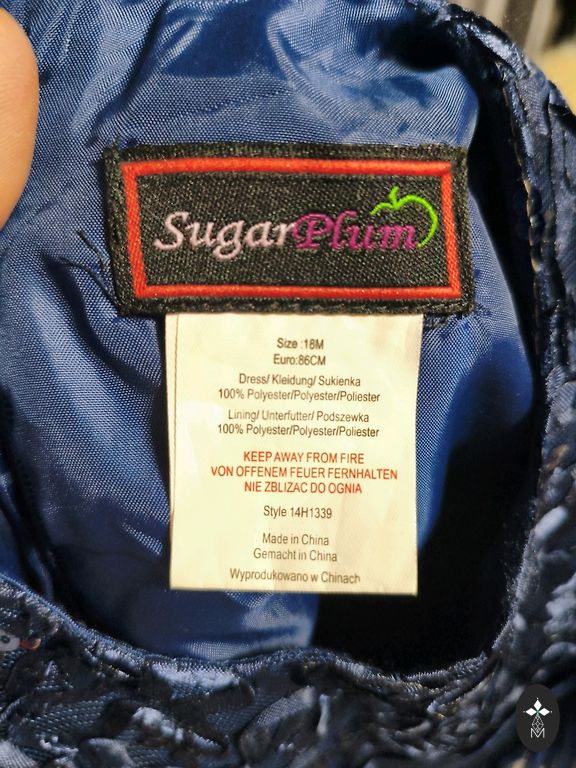 SugarPlum
Size :18M
Euro:86CM
Dress/ Kleidung/ Sukienka
100% Polyester/Polyester/Poliester
Lining/ Unterfutter/ Podszewka
100% Polyester/Polyester/Poliester
KEEP AWAY FROM FIRE
VON OFFENEM FEUER FERNHALTEN
NIE ZBLIZAC DO OGNIA
Style 14H1339
Made in China
Gemacht in China
Wyprodukowano w Chinach